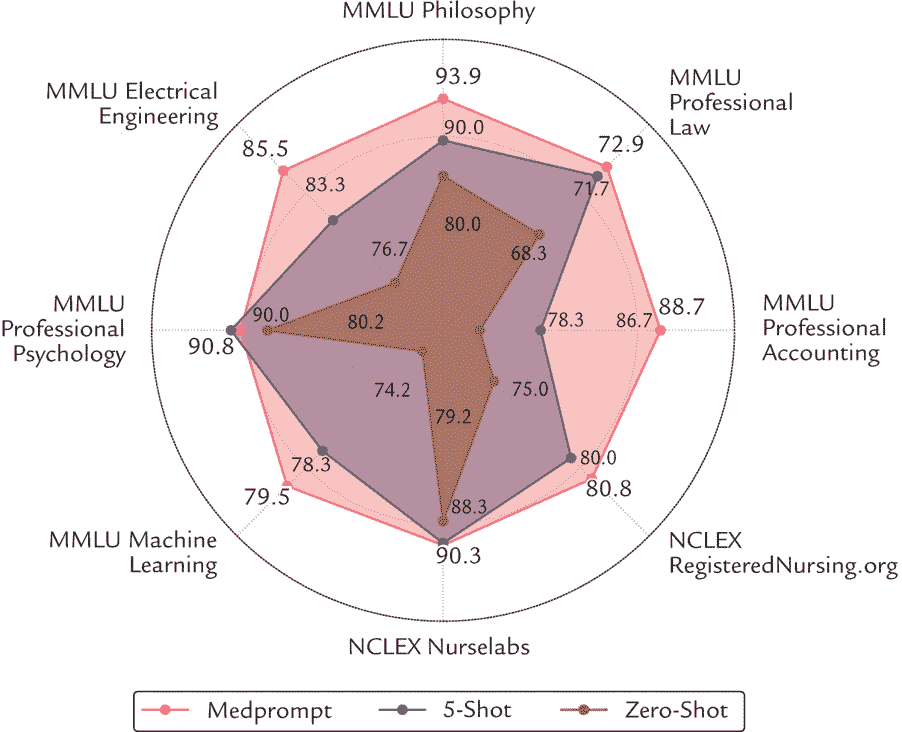 MMLU Philosophy
93.9
90.0
80.0
MMLU
Professional
Law
72.9
71.7
68.3
MMLU Electrical
Engineering
85.5
83.3
76.7
MMLU
Professional
Psychology
90.8
90.0
80.2
MMLU
Professional
Accounting
88.7
86.7
78.3
74.2
79.2
75.0
78.3
79.5
MMLU Machine
Learning
88.3
90.3
NCLEX Nurselabs
80.0
80.8
NCLEX
RegisteredNursing.org
Medprompt 5-Shot Zero-Shot